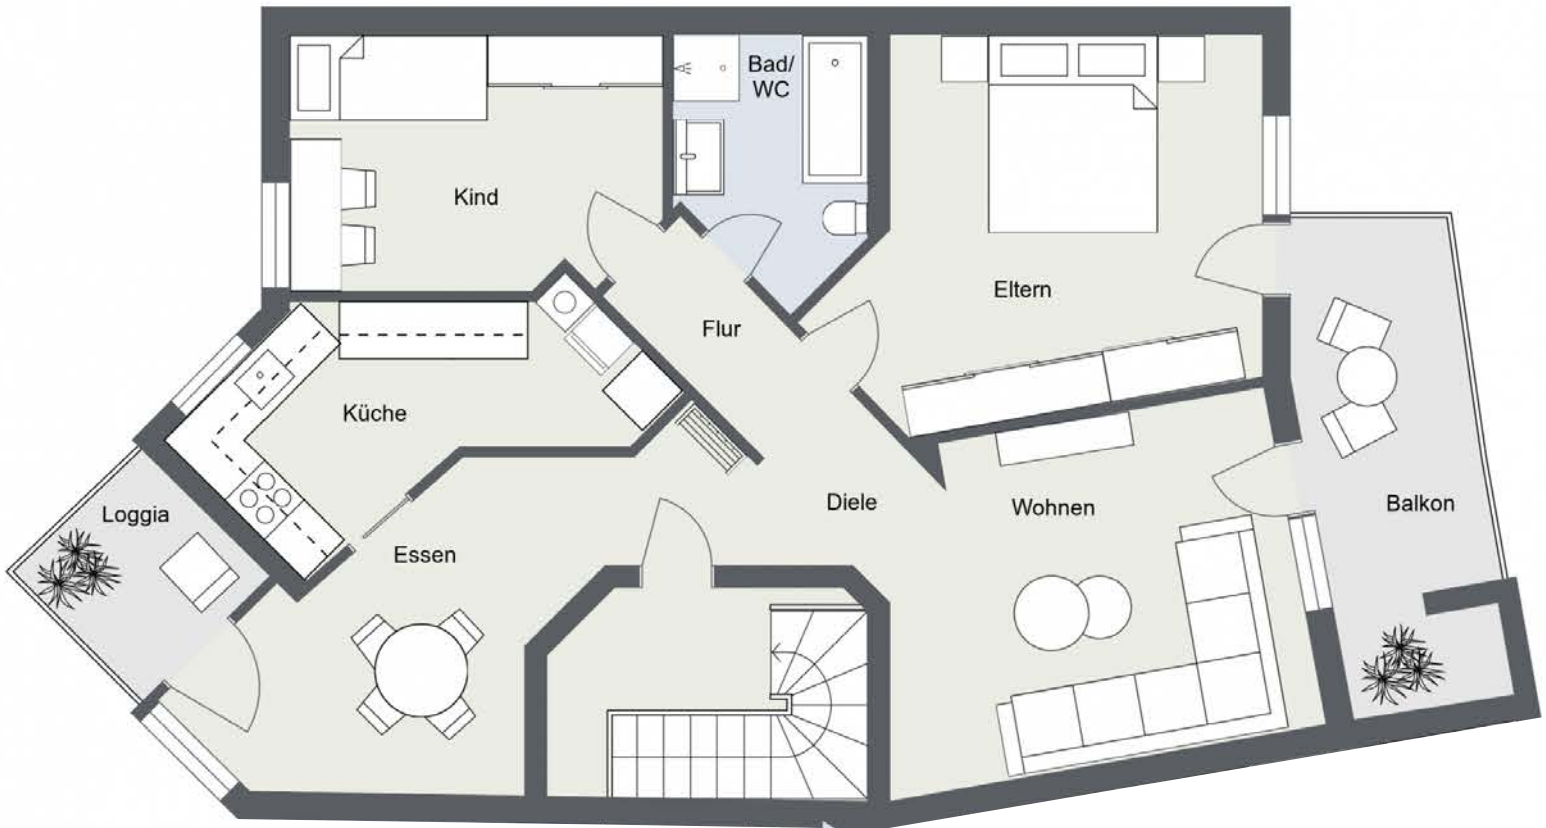 Bad/
WC
Kind
Eltern
Flur
Küche
Diele
Wohnen
Balkon
Loggia
Essen